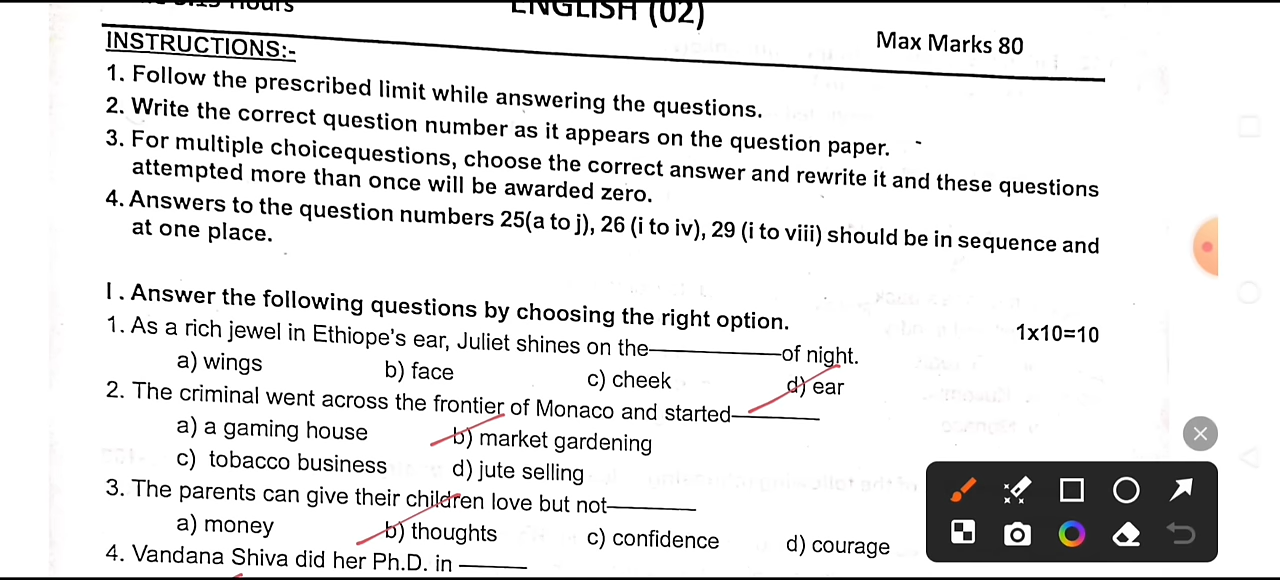 ENGLISH (02)
Max Marks 80
INSTRUCTIONS:-
1. Follow the prescribed limit while answering the questions.
2. Write the correct question number as it appears on the question paper.
3. For multiple choicequestions, choose the correct answer and rewrite it and these questions
attempted more than once will be awarded zero.
4. Answers to the question numbers 25(a to j), 26 (i to iv), 29 (i to viii) should be in sequence and
at one place.
I. Answer the following questions by choosing the right option.
1x10=10
1. As a rich jewel in Ethiope's ear, Juliet shines on the————of night.
a) wings b) face c) cheek d) ear
2. The criminal went across the frontier of Monaco and started————
a) a gaming house b) market gardening
c) tobacco business d) jute selling
3. The parents can give their children love but not————
a) money b) thoughts c) confidence d) courage
4. Vandana Shiva did her Ph.D. in ————